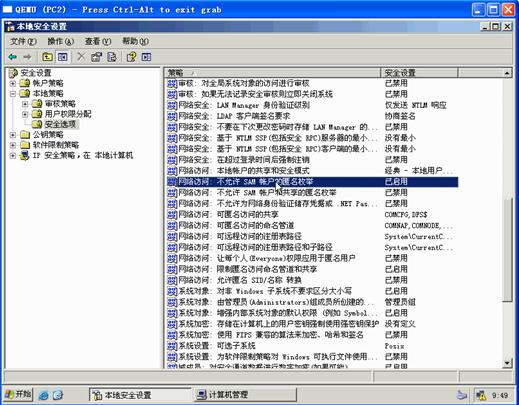 QEMU (PC2) - Press Ctrl-Alt to exit grab
本地安全设置
文件(F) 操作(A) 查看(V) 帮助(H)
安全设置
帐户策略
本地策略
审核策略
用户权限分配
安全选项
公钥策略
软件限制策略
IP 安全策略，在 本地计算机
策略 安全设置
审核: 对全局系统对象的访问进行审核 已禁用
审核: 如果无法记录安全审核则立即关闭系统 已禁用
网络安全: LAN Manager 身份验证级别 仅发送 NTLM 响应
网络安全: LDAP 客户端签名要求 协商签名
网络安全: 不要在下次更改密码时存储 LAN Manager 的... 已禁用
网络安全: 基于 NTLM SSP(包括安全 RPC)服务器的最小... 没有最小
网络安全: 基于 NTLM SSP(包括安全 RPC)客户端的最小... 没有最小
网络安全: 在超过登录时间后强制注销 已禁用
网络访问: 本地帐户的共享和安全模式 经典 - 本地用户...
网络访问: 不允许 SAM 帐户的匿名枚举 已启用
网络访问: 不允许 SAM 帐户和共享的匿名枚举 已禁用
网络访问: 不允许为网络身份验证储存凭据或 .NET Pas... 已禁用
网络访问: 可匿名访问的共享 COMCFG,DFS$
网络访问: 可匿名访问的命名管道 COMNAP,COMNODE,...
网络访问: 可远程访问的注册表路径 System\CurrentC...
网络访问: 可远程访问的注册表路径和子路径 System\CurrentC...
网络访问: 让每个人(Everyone)权限应用于匿名用户 已禁用
网络访问: 限制匿名访问命名管道和共享 已启用
网络访问: 允许匿名 SID/名称 转换 已禁用
系统对象: 对非 Windows 子系统不要求区分大小写 已启用
系统对象: 由管理员(Administrators)组成员所创建的... 管理员组
系统对象: 增强内部系统对象的默认权限 (例如 Symbol... 已启用
系统加密: 存储在计算机上的用户密钥强制使用强密钥保护 没有定义
系统加密: 使用 FIPS 兼容的算法来加密、哈希和签名 已禁用
系统设置: 可选子系统 Posix
系统设置: 为软件限制策略对 Windows 可执行文件使用... 已禁用
域成员: 对安全通道数据进行数字加密(如果可能) 已启用
开始 本地安全设置 计算机管理 9:49